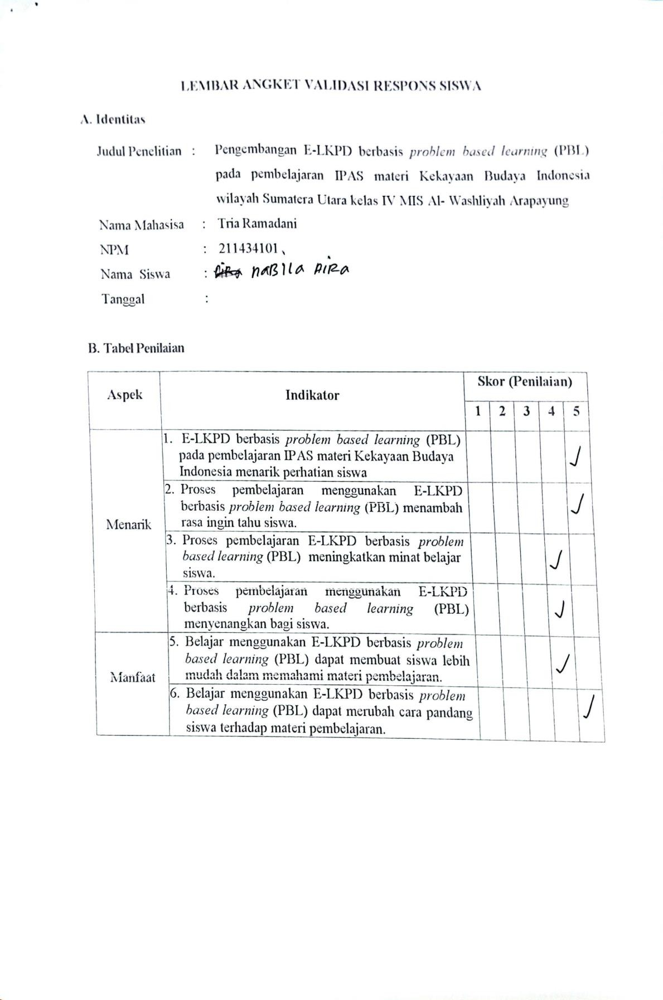 LEMBAR ANGKET VALIDASI RESPONS SISWA
A. Identitas
Judul Penelitian : Pengembangan E-LKPD berbasis problem based learning (PBL)
pada pembelajaran IPAS materi Kekayaan Budaya Indonesia
wilayah Sumatera Utara kelas IV MIS Al- Washliyah Arapayung
Nama Mahasisa : Tria Ramadani
NPM : 211434101
Nama Siswa : NABIla AIRa
Tanggal :
B. Tabel Penilaian
Aspek Indikator Skor (Penilaian)
1 2 3 4 5
Menarik
1. E-LKPD berbasis problem based learning (PBL)
pada pembelajaran IPAS materi Kekayaan Budaya
Indonesia menarik perhatian siswa ✓
2. Proses pembelajaran menggunakan E-LKPD
berbasis problem based learning (PBL) menambah
rasa ingin tahu siswa. ✓
3. Proses pembelajaran E-LKPD berbasis problem
based learning (PBL) meningkatkan minat belajar
siswa. ✓
4. Proses pembelajaran menggunakan E-LKPD
berbasis problem based learning (PBL)
menyenangkan bagi siswa. ✓
Manfaat
5. Belajar menggunakan E-LKPD berbasis problem
based learning (PBL) dapat membuat siswa lebih
mudah dalam memahami materi pembelajaran. ✓
6. Belajar menggunakan E-LKPD berbasis problem
based learning (PBL) dapat merubah cara pandang
siswa terhadap materi pembelajaran. ✓